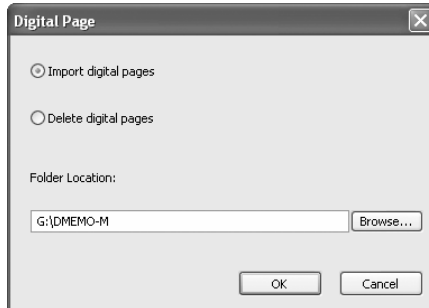 Digital Page
Import digital pages
Delete digital pages
Folder Location:
G:\DMEMO-M
Browse...
OK
Cancel